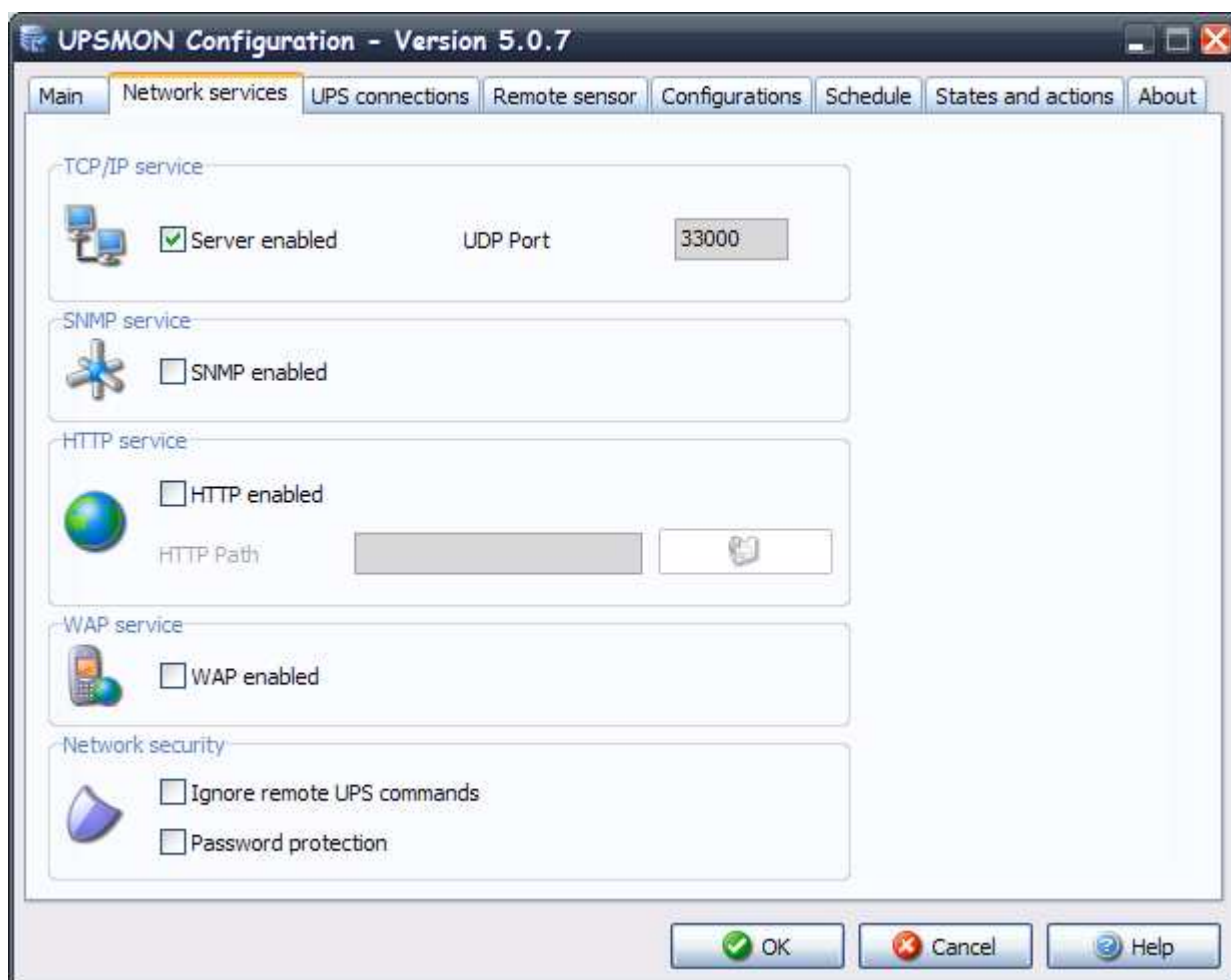 UPSMON Configuration - Version 5.0.7
Main Network services UPS connections Remote sensor Configurations Schedule States and actions About
TCP/IP service
Server enabled UDP Port 33000
SNMP service
SNMP enabled
HTTP service
HTTP enabled
HTTP Path
WAP service
WAP enabled
Network security
Ignore remote UPS commands
Password protection
OK Cancel Help